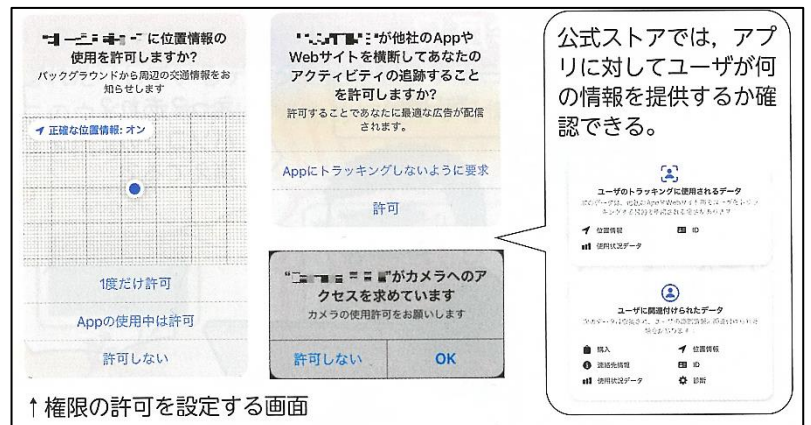 に位置情報の
使用を許可しますか?
バックグラウンドから周辺の交通情報をお
知らせします
正確な位置情報: オン
1度だけ許可
Appの使用中は許可
許可しない
が他社のAppや
Webサイトを横断してあなたの
アクティビティの追跡すること
を許可しますか?
許可することであなたに最適な広告が配信
されます。
Appにトラッキングしないように要求
許可
"がカメラへのア
クセスを求めています
カメラの使用許可をお願いします
許可しない
OK
公式ストアでは，アプ
リに対してユーザが何
の情報を提供するか確
認できる。
ユーザのトラッキングに使用されるデータ
位置情報
ID
使用状況データ
ユーザに関連付けられたデータ
購入
位置情報
連絡先情報
ID
使用状況データ
診断
↑権限の許可を設定する画面